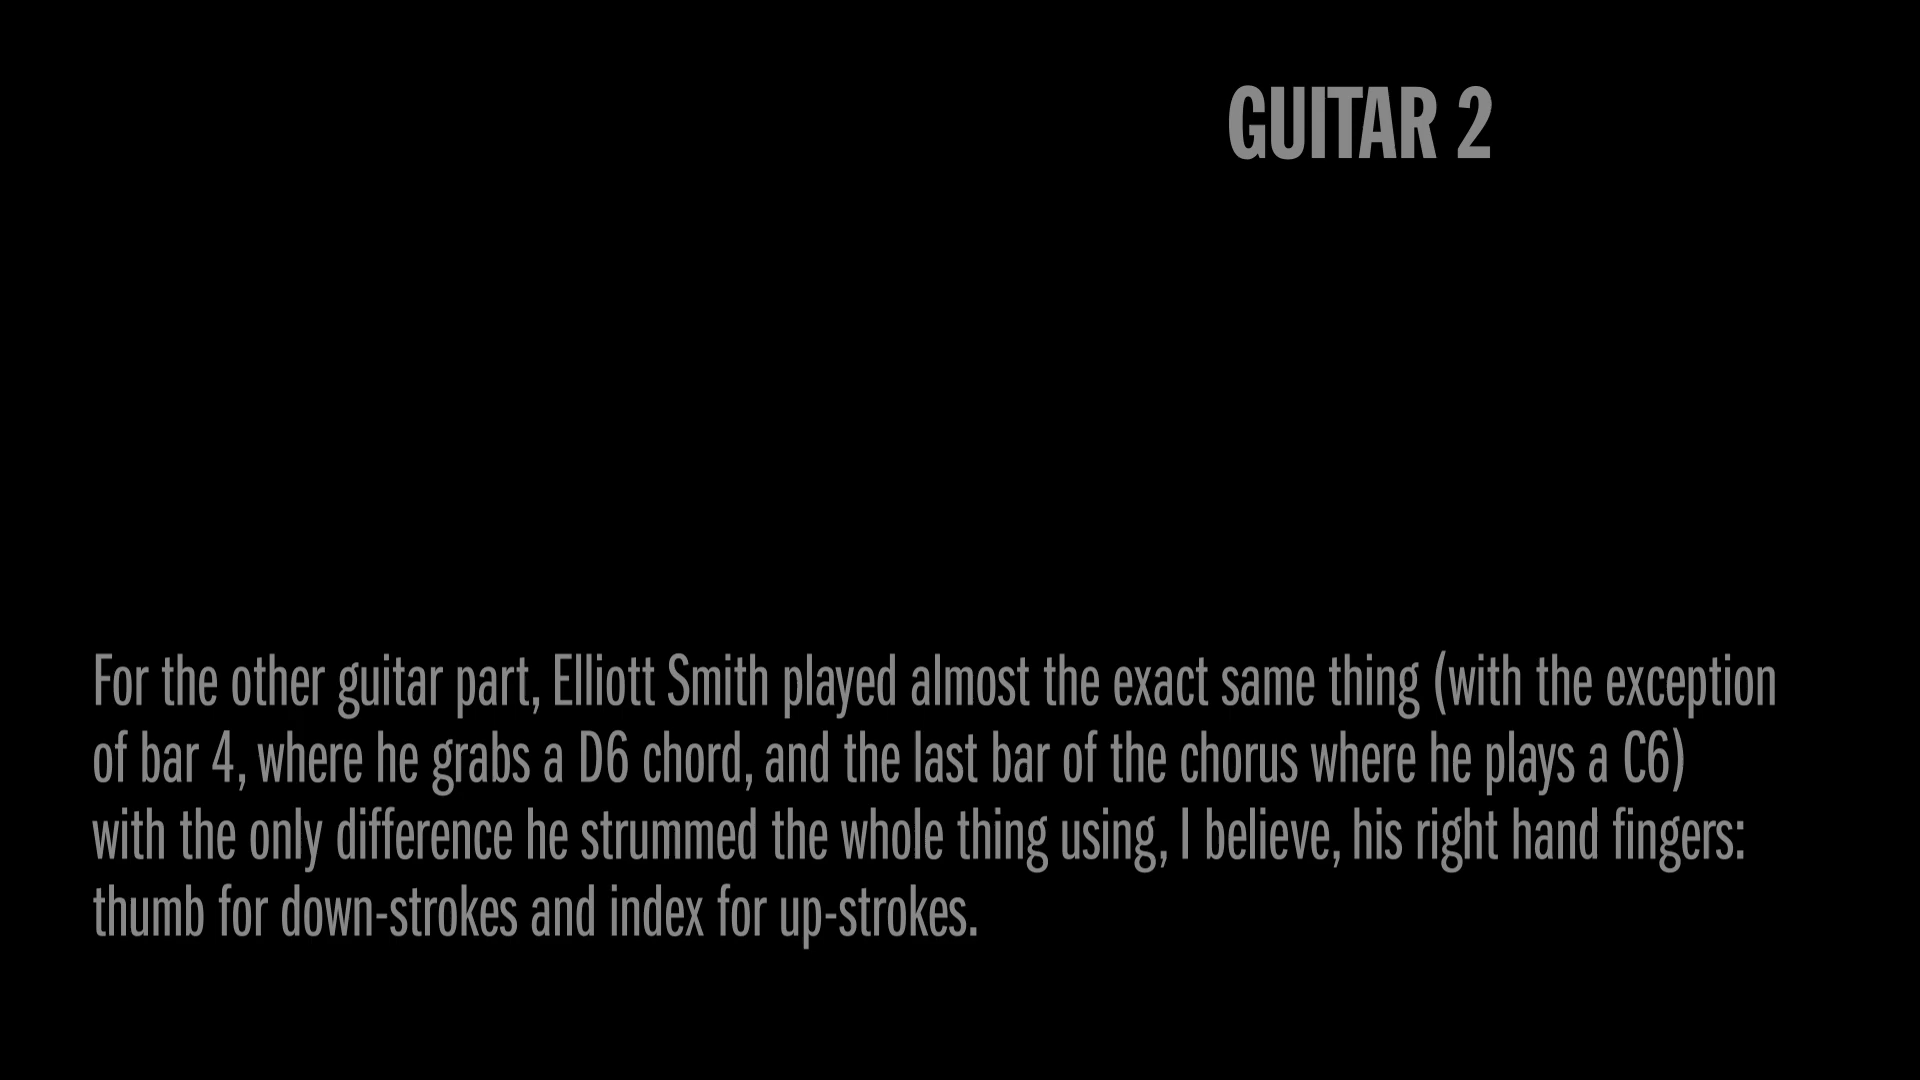 GUITAR 2
For the other guitar part, Elliott Smith played almost the exact same thing (with the exception
of bar 4, where he grabs a D6 chord, and the last bar of the chorus where he plays a C6)
with the only difference he strummed the whole thing using, I believe, his right hand fingers:
thumb for down-strokes and index for up-strokes.